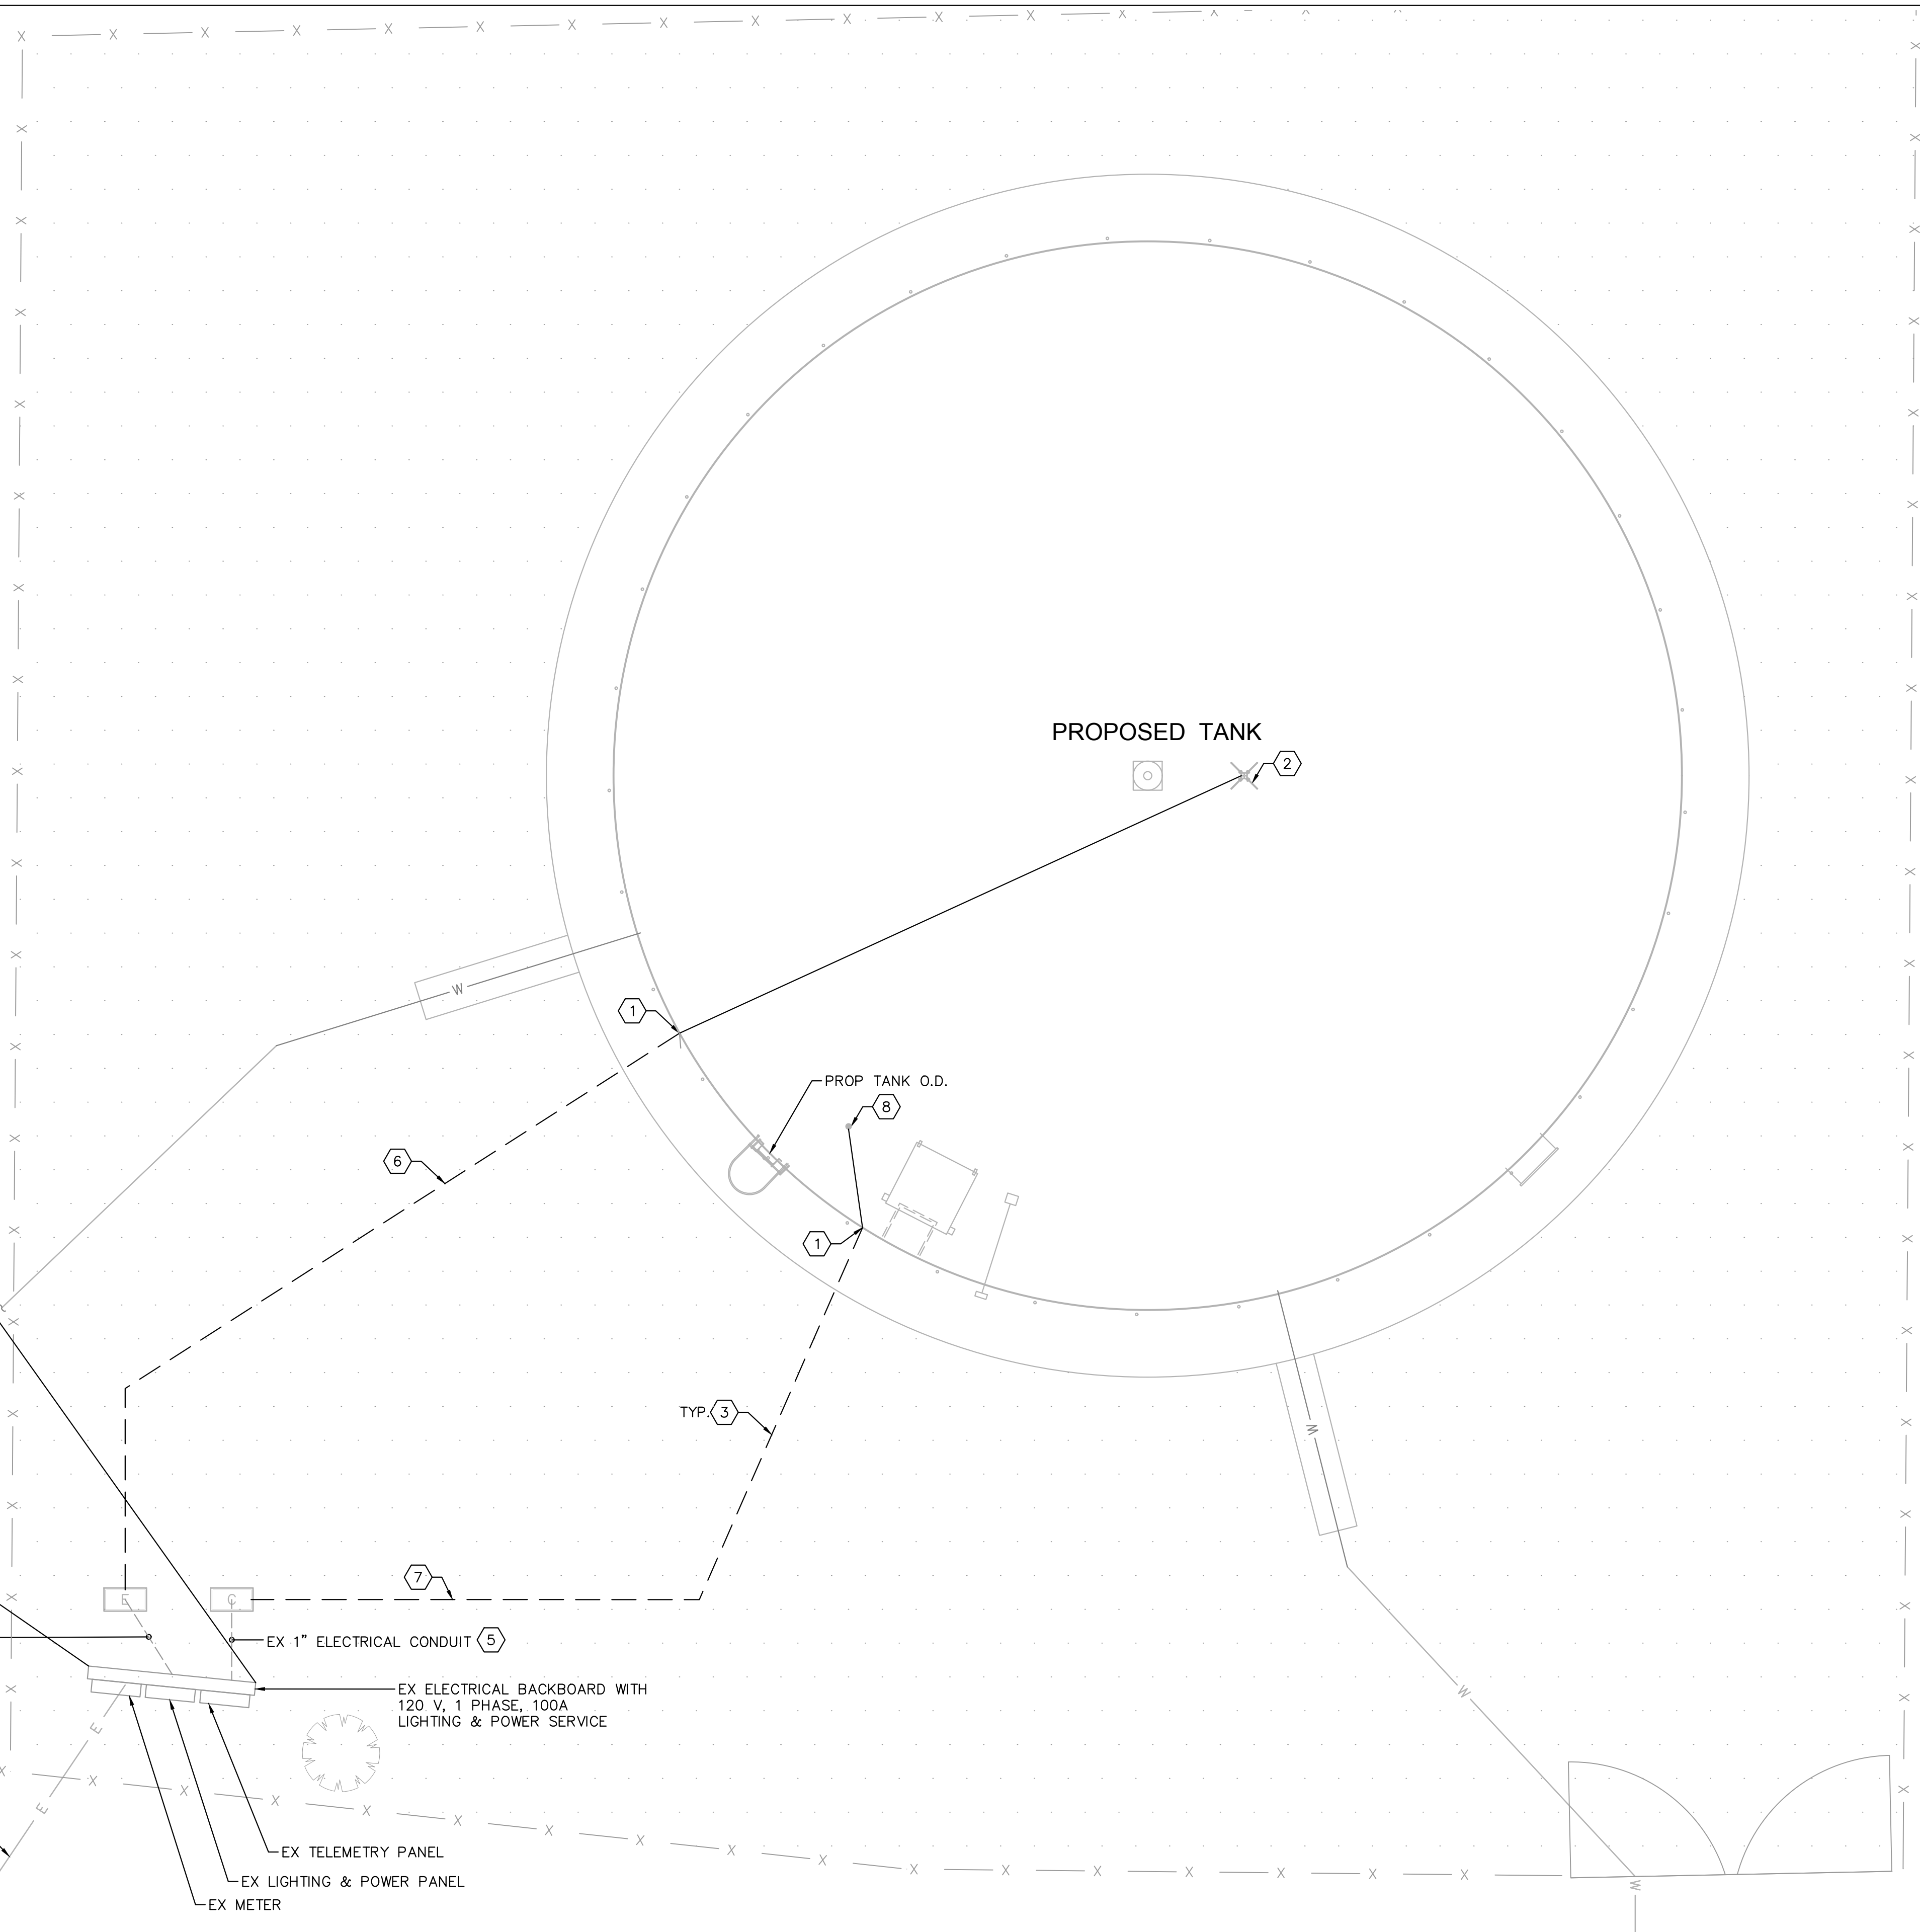 PROPOSED TANK
2
W
1
PROP TANK O.D.
8
6
1
TYP. 3
W
7
E
C
EX 1" ELECTRICAL CONDUIT 5
EX ELECTRICAL BACKBOARD WITH
120 V, 1 PHASE, 100A
LIGHTING & POWER SERVICE
W
E
E
EX TELEMETRY PANEL
EX LIGHTING & POWER PANEL
EX METER
W